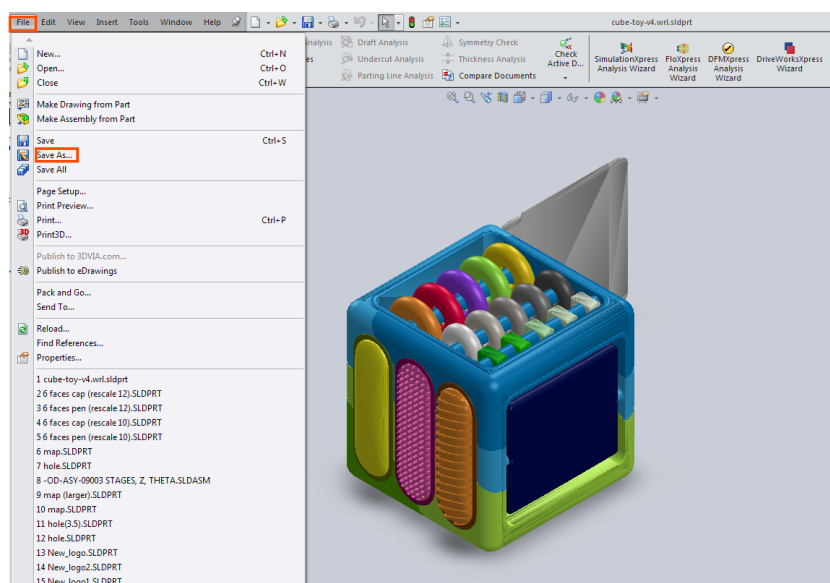 File Edit View Insert Tools Window Help
cube-toy-v4.wrl.sldprt
Draft Analysis Symmetry Check
Undercut Analysis Thickness Analysis
Parting Line Analysis Compare Documents
Check
Active D...
SimulationXpress
Analysis Wizard
FloXpress
Analysis
Wizard
DFMXpress
Analysis
Wizard
DriveWorksXpress
Wizard
New... Ctrl+N
Open... Ctrl+O
Close Ctrl+W
Make Drawing from Part
Make Assembly from Part
Save Ctrl+S
Save As...
Save All
Page Setup...
Print Preview...
Print... Ctrl+P
Print3D...
Publish to 3DVIA.com...
Publish to eDrawings
Pack and Go...
Send To...
Reload...
Find References...
Properties...
1 cube-toy-v4.wrl.sldprt
2 6 faces cap (rescale 12).SLDPRT
3 6 faces pen (rescale 12).SLDPRT
4 6 faces cap (rescale 10).SLDPRT
5 6 faces pen (rescale 10).SLDPRT
6 map.SLDPRT
7 hole.SLDPRT
8 -OD-ASY-09003 STAGES, Z, THETA.SLDASM
9 map (larger).SLDPRT
10 map.SLDPRT
11 hole(3.5).SLDPRT
12 hole.SLDPRT
13 New_logo.SLDPRT
14 New_logo2.SLDPRT
15 New_logo1.SLDPRT